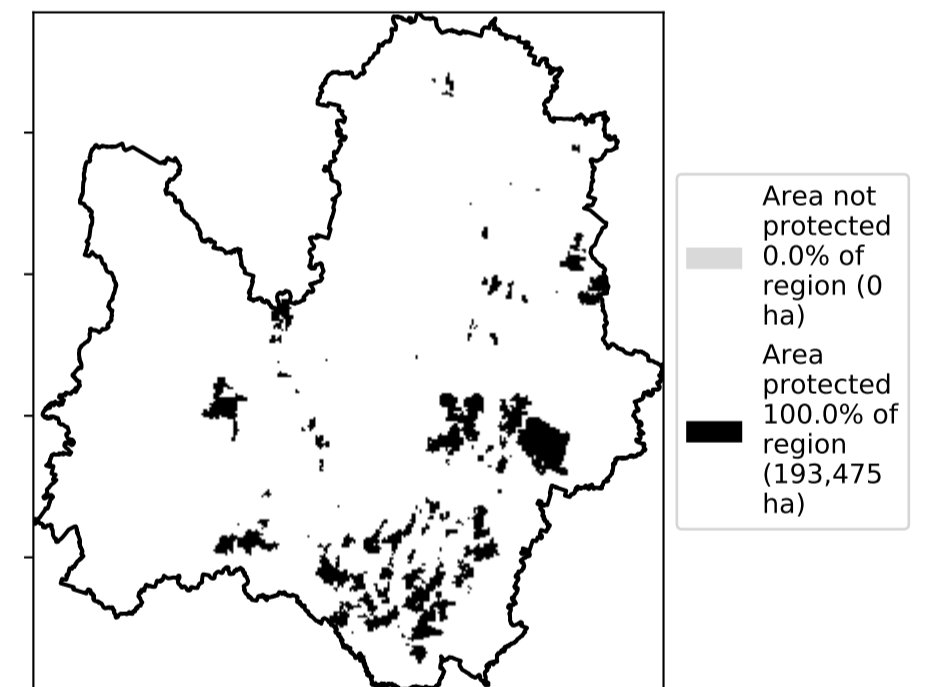 Area not
protected
0.0% of
region (0
ha)
Area
protected
100.0% of
region
(193,475
ha)